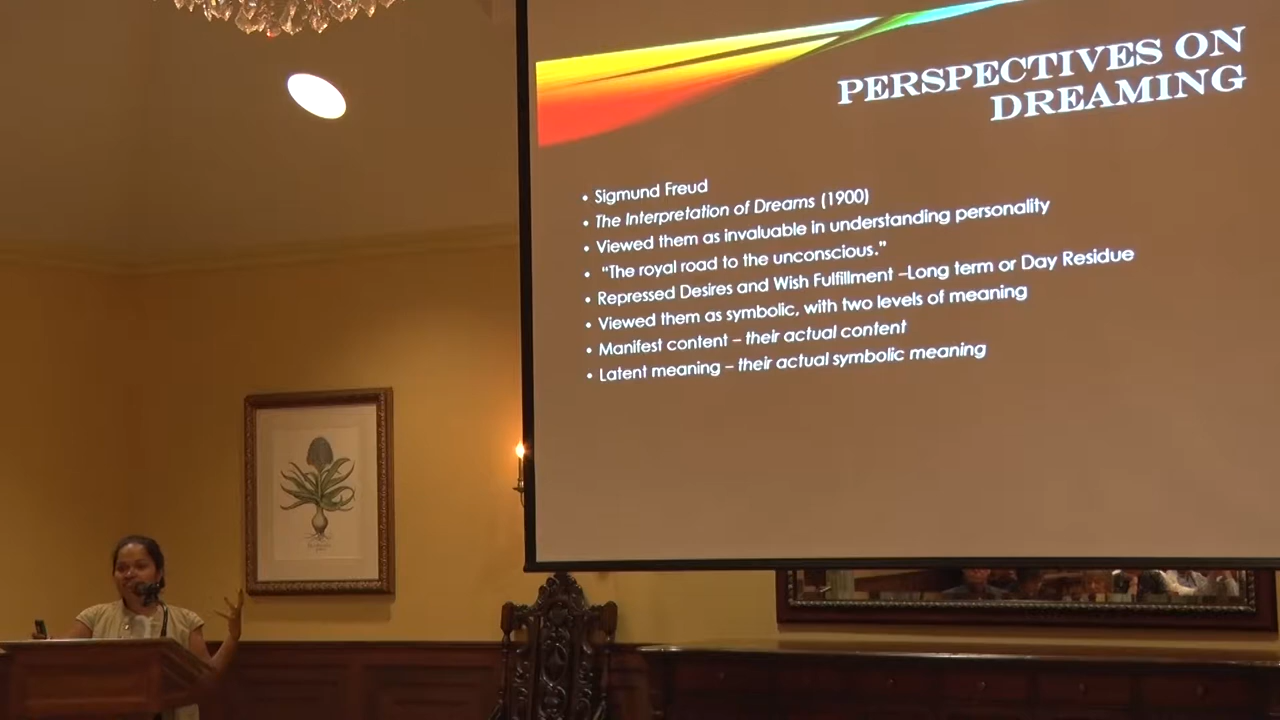 PERSPECTIVES ON
DREAMING
• Sigmund Freud
• The Interpretation of Dreams (1900)
• Viewed them as invaluable in understanding personality
• “The royal road to the unconscious.”
• Repressed Desires and Wish Fulfillment –Long term or Day Residue
• Viewed them as symbolic, with two levels of meaning
• Manifest content – their actual content
• Latent meaning – their actual symbolic meaning